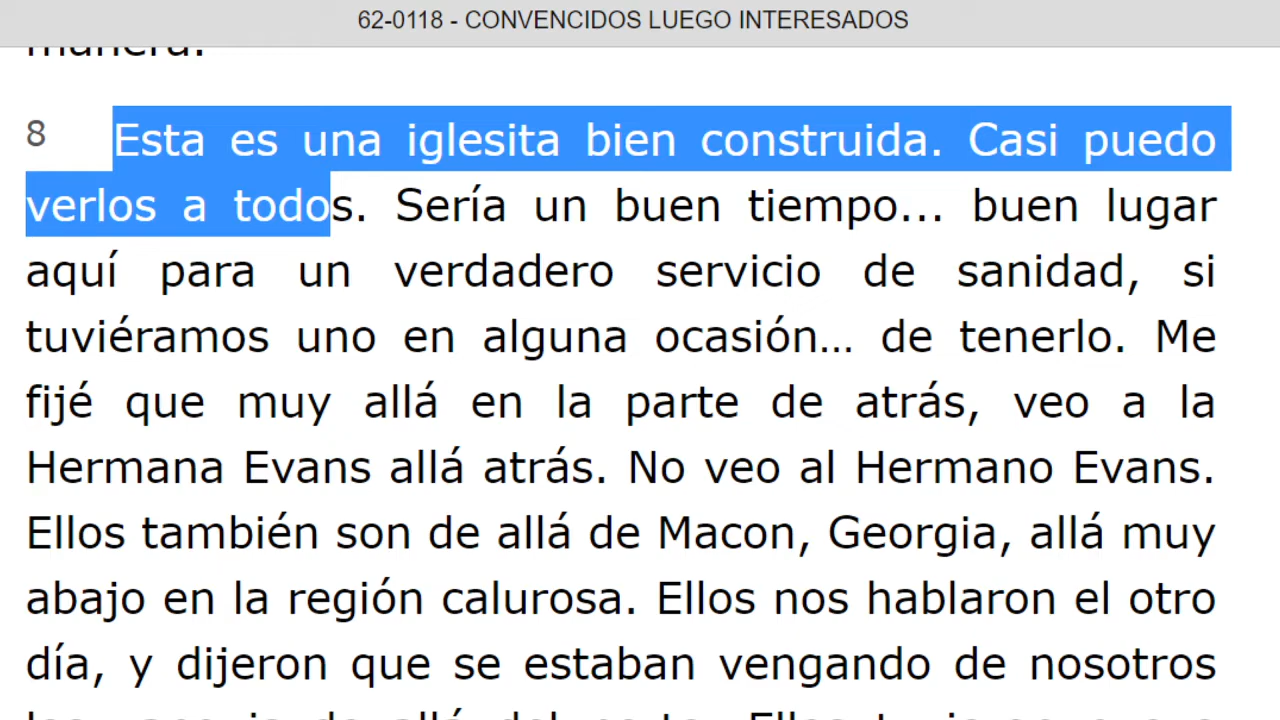 62-0118 - CONVENCIDOS LUEGO INTERESADOS
manera.
8 Esta es una iglesita bien construida. Casi puedo
verlos a todos. Sería un buen tiempo... buen lugar
aquí para un verdadero servicio de sanidad, si
tuviéramos uno en alguna ocasión… de tenerlo. Me
fijé que muy allá en la parte de atrás, veo a la
Hermana Evans allá atrás. No veo al Hermano Evans.
Ellos también son de allá de Macon, Georgia, allá muy
abajo en la región calurosa. Ellos nos hablaron el otro
día, y dijeron que se estaban vengando de nosotros